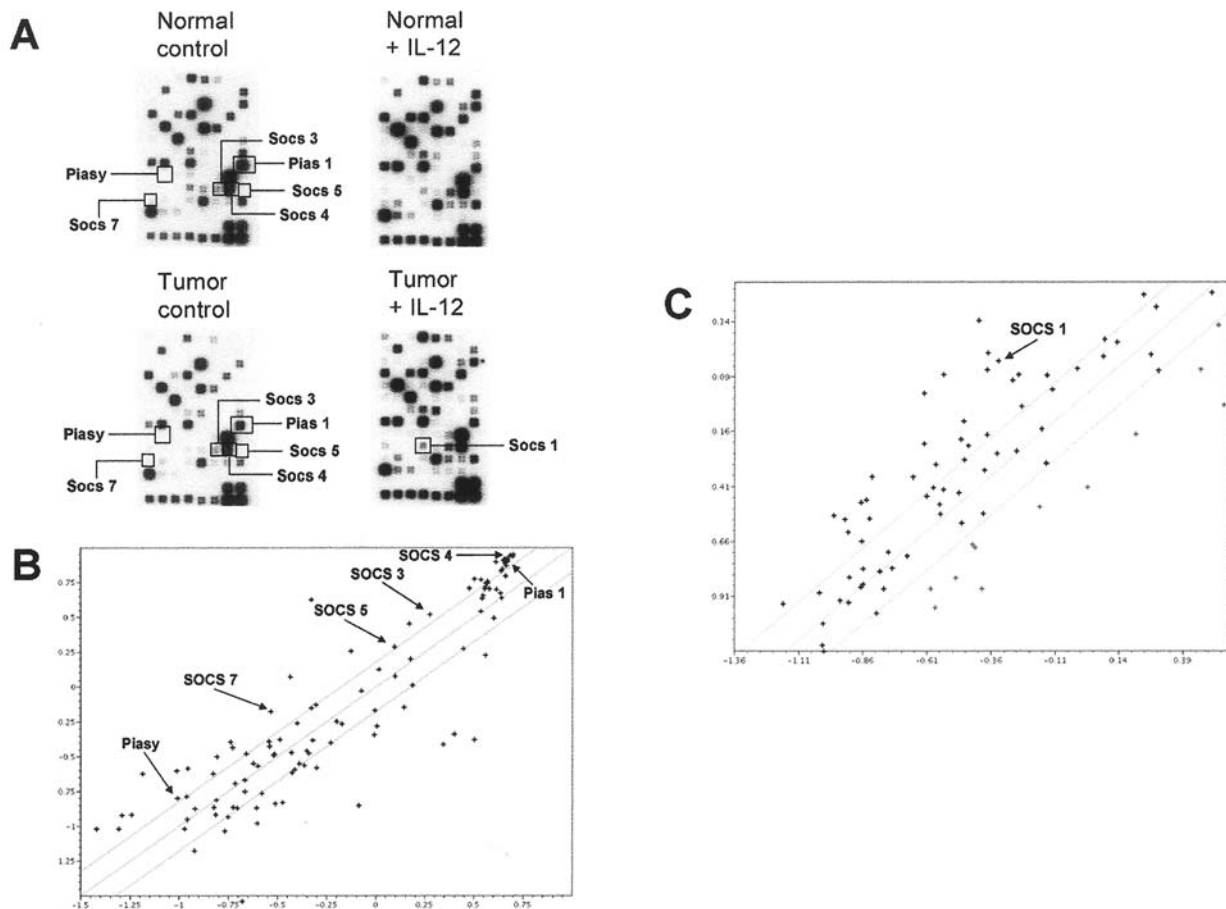 A
Normal
control
Normal
+ IL-12
Socs 3
Pias 1
Piasy
Socs 5
Socs 7
Socs 4
Tumor
control
Tumor
+ IL-12
Socs 3
Pias 1
Piasy
Socs 5
Socs 1
Socs 7
Socs 4
B
SOCS 4
Pias 1
SOCS 3
SOCS 5
SOCS 7
Piasy
0.75
0.5
0.25
0
0.25
-0.5
0.75
-1
1.25
-1.5
-1.25
-1
-0.75
-0.5
-0.25
0
0.25
0.5
0.75
C
SOCS 1
0.14
0.09
0.16
0.41
0.66
0.91
-1.36
-1.11
-0.86
-0.61
-0.36
-0.11
0.14
0.39